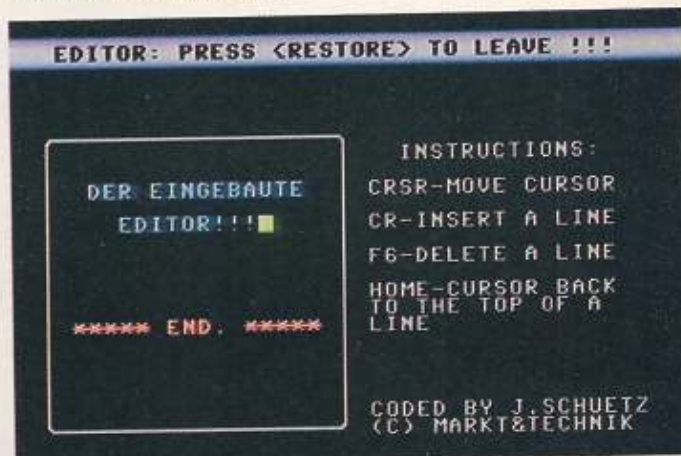 EDITOR: PRESS <RESTORE> TO LEAVE !!!
DER EINGEBAUTE
EDITOR!!!
***** END. *****
INSTRUCTIONS:
CRSR-MOVE CURSOR
CR-INSERT A LINE
F6-DELETE A LINE
HOME-CURSOR BACK
TO THE TOP OF A
LINE
CODED BY J.SCHUETZ
(C) MARKT&TECHNIK